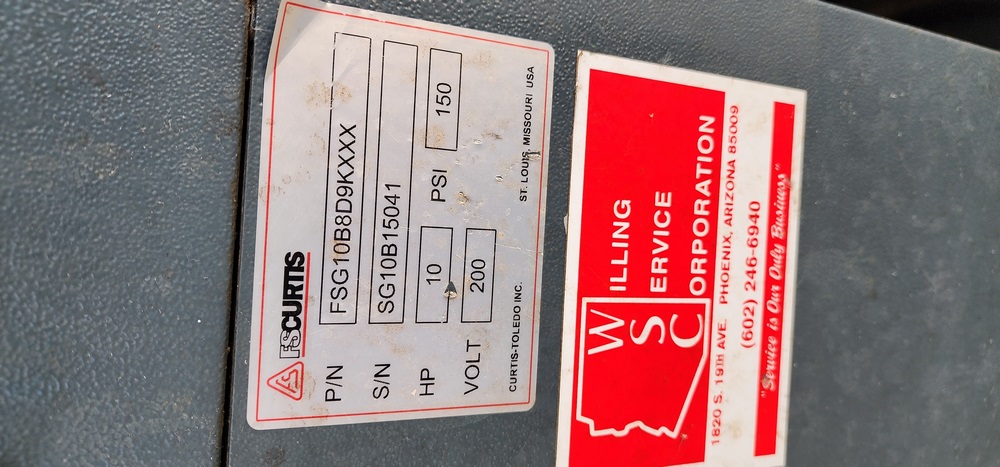 FSCURTIS
P/N FSG10B8D9KXXX
S/N SG10B15041
HP 10 PSI 150
VOLT 200
CURTIS-TOLEDO INC. ST. LOUIS, MISSOURI USA
WILLING
SERVICE
CORPORATION
1820 S. 19TH AVE. PHOENIX, ARIZONA 85009
(602) 246-6940
"Service is Our Only Business"